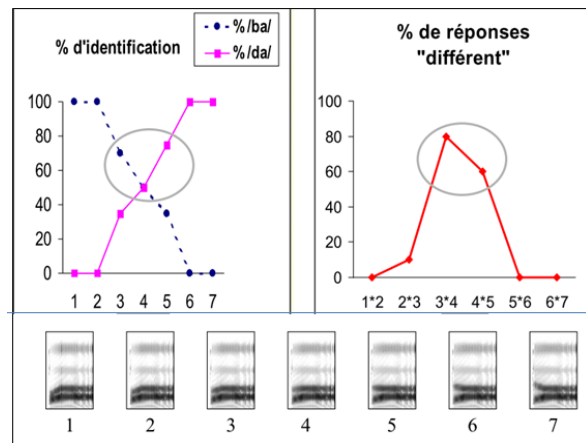 % d'identification
% /ba/
% /da/
100
80
60
40
20
0
1 2 3 4 5 6 7
% de réponses
"différent"
100
80
60
40
20
0
1*2 2*3 3*4 4*5 5*6 6*7
1 2 3 4 5 6 7